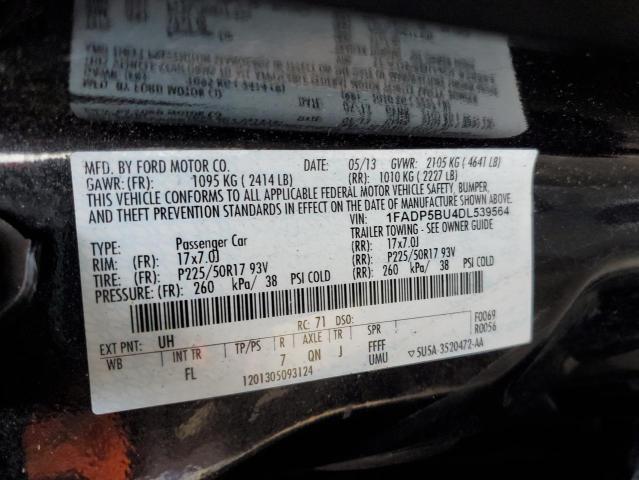 MFD. BY FORD MOTOR CO. DATE: 05/13 GVWR: 2105 KG ( 4641 LB)
GAWR: (FR): 1095 KG ( 2414 LB) (RR): 1010 KG ( 2227 LB)
THIS VEHICLE CONFORMS TO ALL APPLICABLE FEDERAL MOTOR VEHICLE SAFETY, BUMPER,
AND THEFT PREVENTION STANDARDS IN EFFECT ON THE DATE OF MANUFACTURE SHOWN ABOVE.
VIN: 1FADP5BU4DL539564
TYPE: Passenger Car TRAILER TOWING - SEE OWNER GUIDE
RIM: (FR): 17x7.0J (RR): 17x7.0J
TIRE: (FR): P225/50R17 93V (RR): P225/50R17 93V
PRESSURE: (FR): 260 kPa/ 38 PSI COLD (RR): 260 kPa/ 38 PSI COLD
EXT PNT: UH RC: 71 DSO: F0069
WB INT TR TP/PS R AXLE TR SPR R0056
FL 7 QN J FFFF
UMU ▽ SU5A 3520472-AA
1201305093124